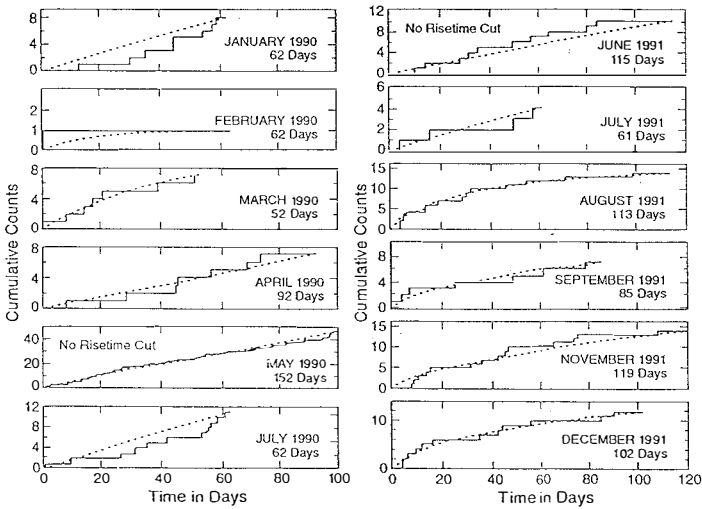 Cumulative Counts
8
4
0
JANUARY 1990
62 Days
2
1
0
FEBRUARY 1990
62 Days
8
4
0
MARCH 1990
52 Days
8
4
0
APRIL 1990
92 Days
40
20
0
No Risetime Cut
MAY 1990
152 Days
12
8
4
0
JULY 1990
62 Days
0 20 40 60 80 100
Time in Days
Cumulative Counts
12
8
4
0
No Risetime Cut
JUNE 1991
115 Days
6
4
2
0
JULY 1991
61 Days
15
10
5
0
AUGUST 1991
113 Days
8
4
0
SEPTEMBER 1991
85 Days
15
10
5
0
NOVEMBER 1991
119 Days
10
0
DECEMBER 1991
102 Days
0 20 40 60 80 100 120
Time in Days